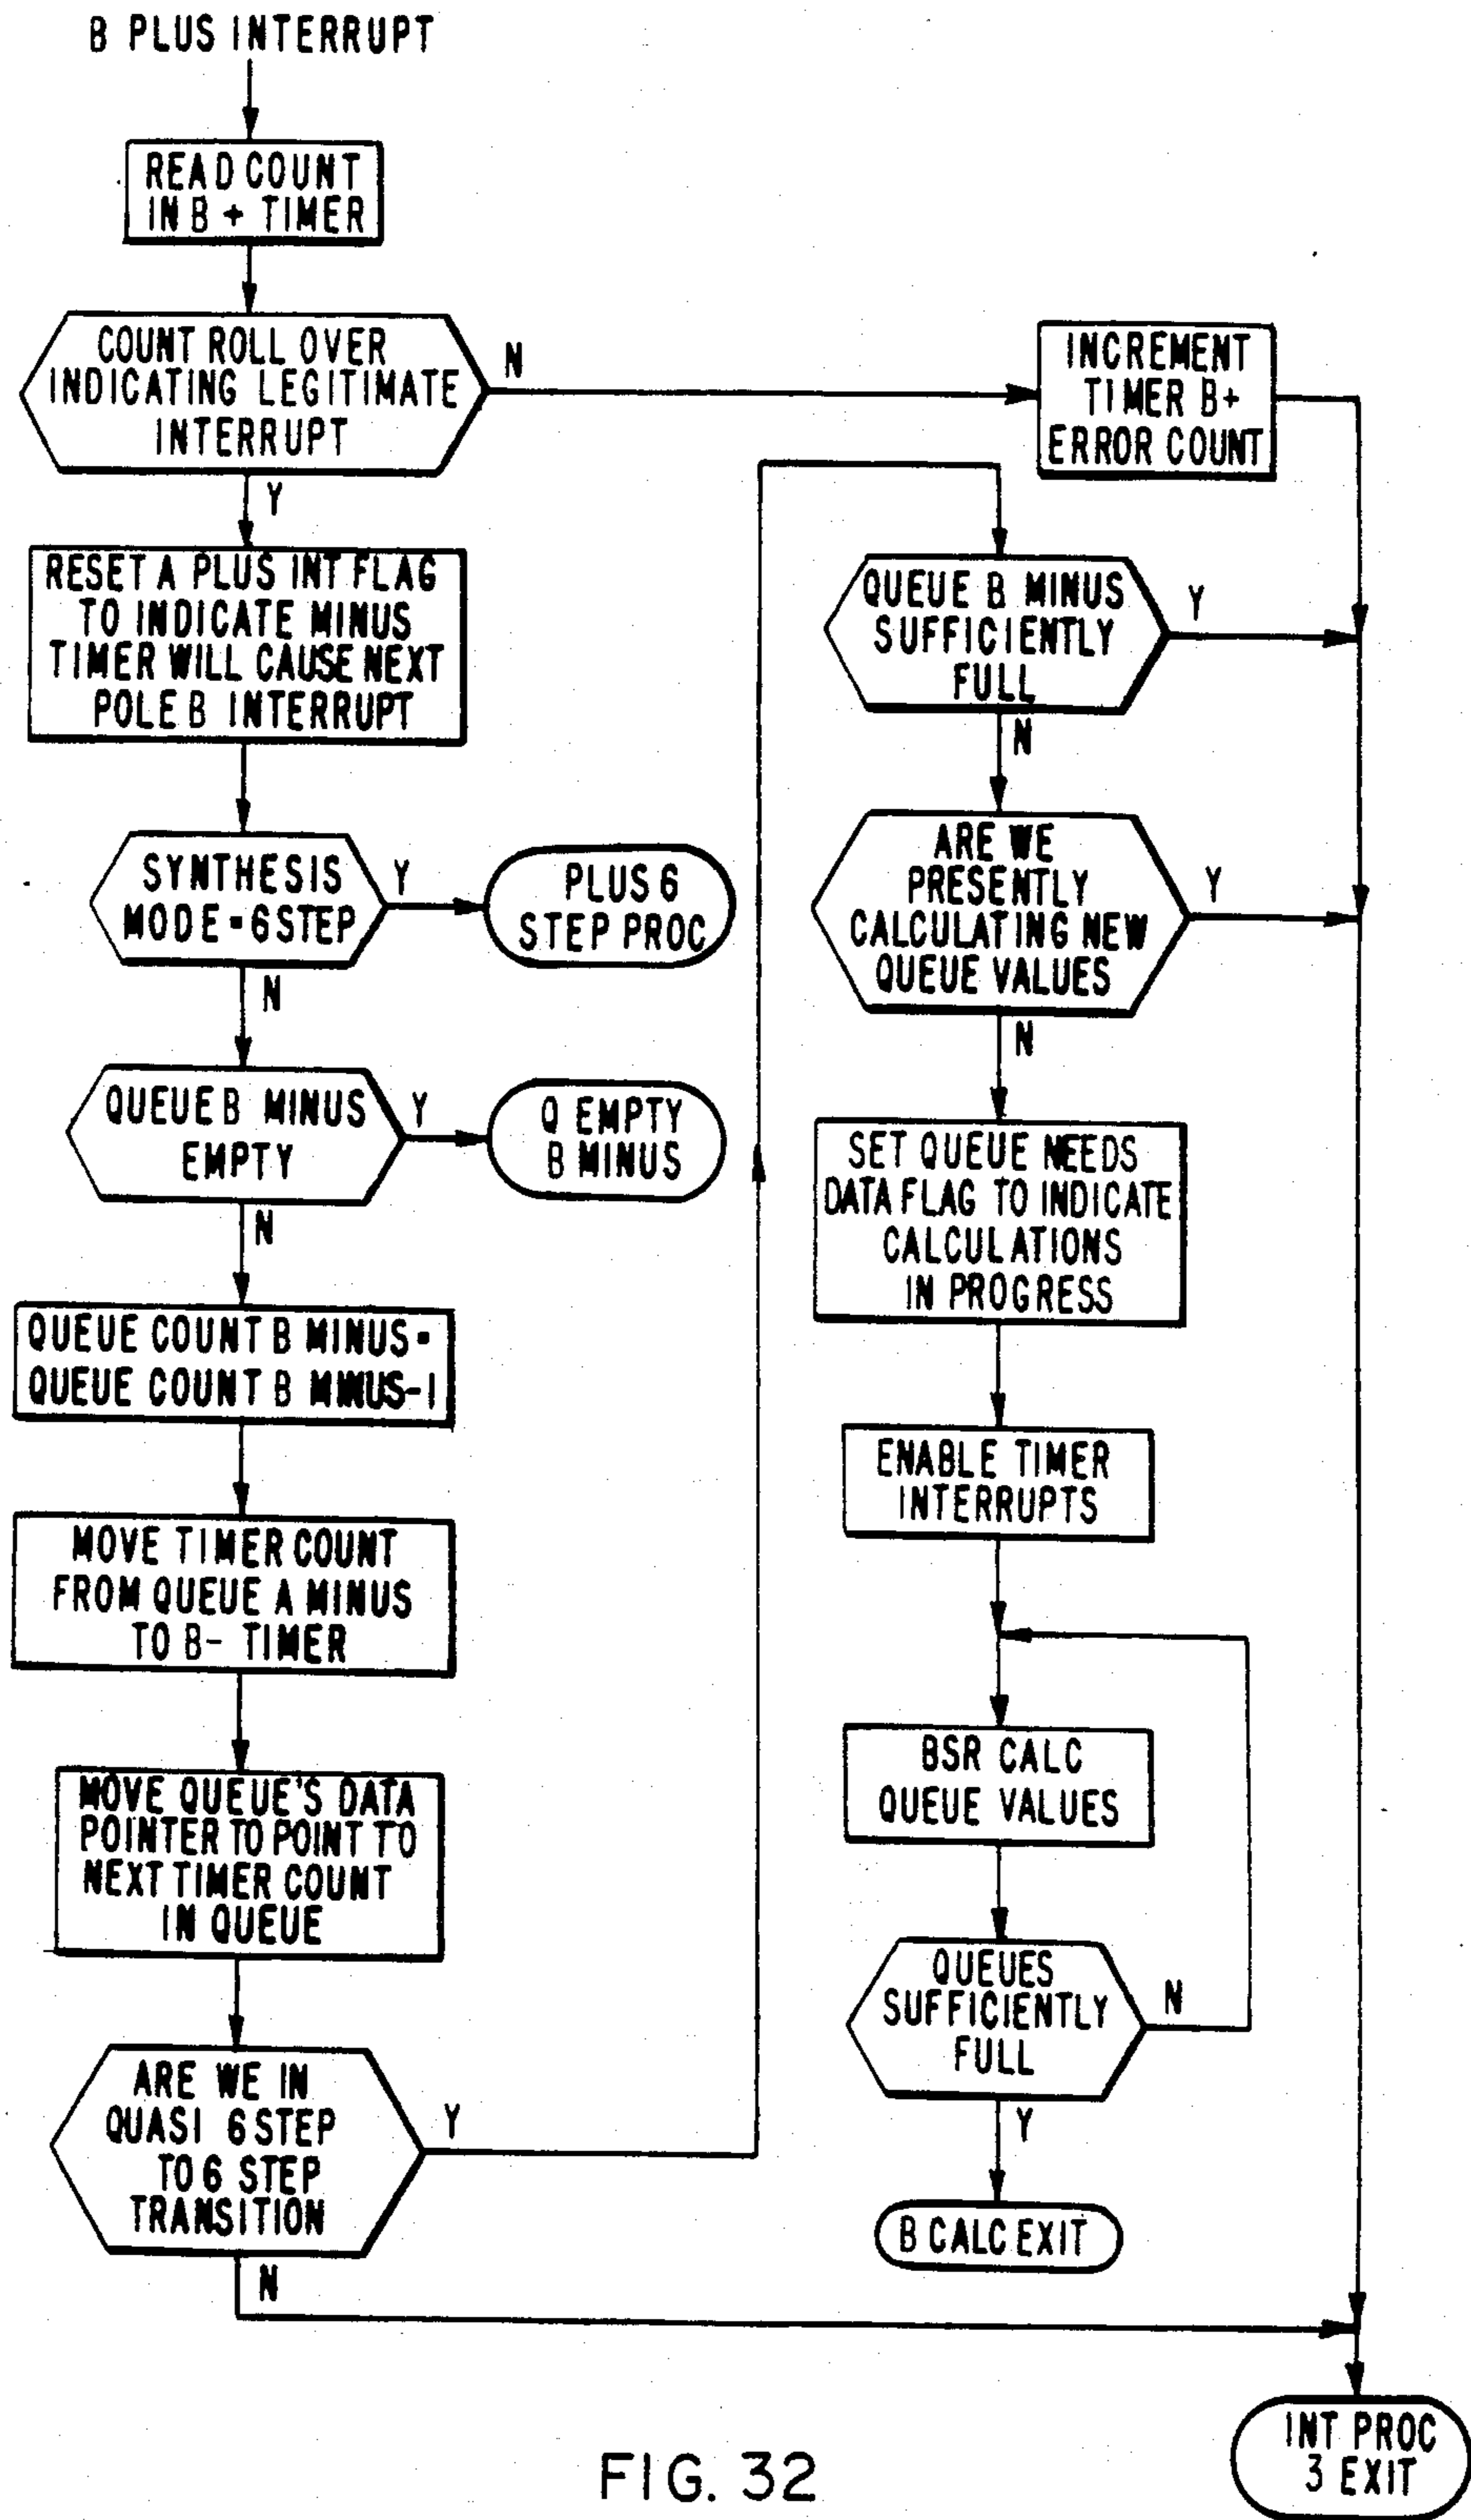 B PLUS INTERRUPT
READ COUNT
IN B + TIMER
COUNT ROLL OVER
INDICATING LEGITIMATE
INTERRUPT
N
Y
INCREMENT
TIMER B+
ERROR COUNT
RESET A PLUS INT FLAG
TO INDICATE MINUS
TIMER WILL CAUSE NEXT
POLE B INTERRUPT
SYNTHESIS
MODE = 6 STEP
Y
N
PLUS 6
STEP PROC
QUEUE B MINUS
EMPTY
Y
N
Q EMPTY
B MINUS
QUEUE COUNT B MINUS =
QUEUE COUNT B MINUS-1
MOVE TIMER COUNT
FROM QUEUE A MINUS
TO B- TIMER
MOVE QUEUE'S DATA
POINTER TO POINT TO
NEXT TIMER COUNT
IN QUEUE
ARE WE IN
QUASI 6 STEP
TO 6 STEP
TRANSITION
Y
N
QUEUE B MINUS
SUFFICIENTLY
FULL
Y
N
ARE WE
PRESENTLY
CALCULATING NEW
QUEUE VALUES
Y
N
SET QUEUE NEEDS
DATA FLAG TO INDICATE
CALCULATIONS
IN PROGRESS
ENABLE TIMER
INTERRUPTS
BSR CALC
QUEUE VALUES
QUEUES
SUFFICIENTLY
FULL
N
Y
B CALC EXIT
INT PROC
3 EXIT
FIG. 32